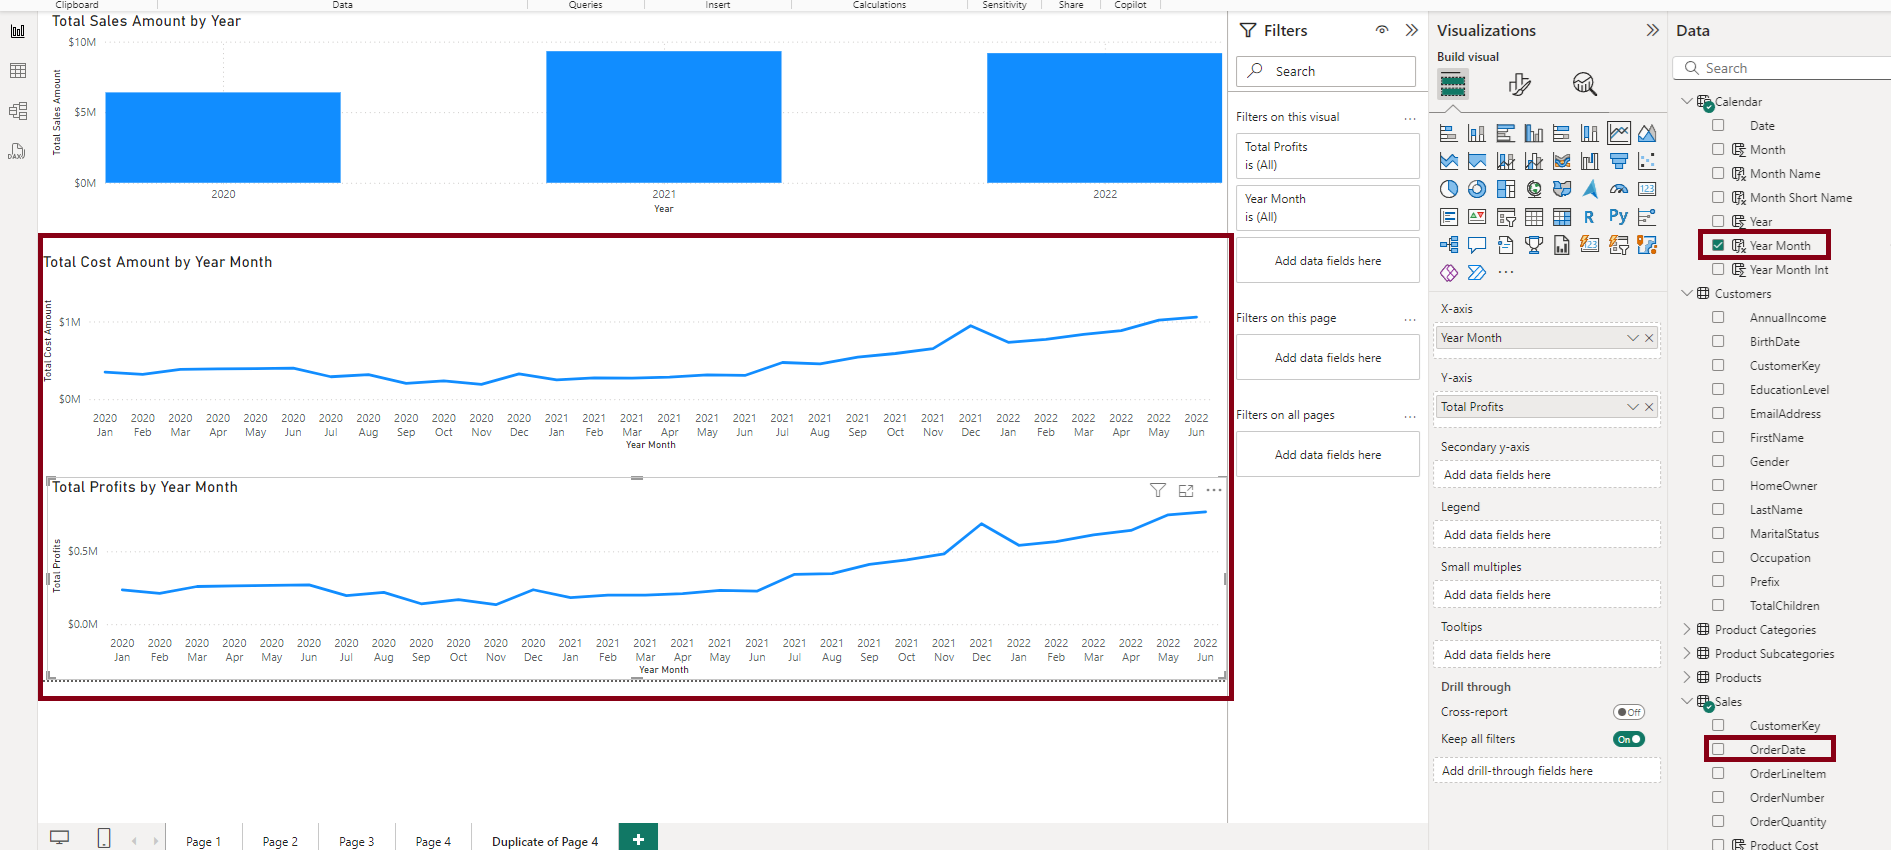 Clipboard
Data
Queries
Insert
Calculations
Sensitivity
Share
Copilot
Total Sales Amount by Year
$10M
$5M
$0M
Total Sales Amount
2020
2021
2022
Year
Total Cost Amount by Year Month
$1M
$0M
Total Cost Amount
2020 2020 2020 2020 2020 2020 2020 2020 2020 2020 2020 2020 2021 2021 2021 2021 2021 2021 2021 2021 2021 2021 2021 2021 2022 2022 2022 2022 2022 2022
Jan Feb Mar Apr May Jun Jul Aug Sep Oct Nov Dec Jan Feb Mar Apr May Jun Jul Aug Sep Oct Nov Dec Jan Feb Mar Apr May Jun
Year Month
Total Profits by Year Month
$0.5M
$0.0M
Total Profits
2020 2020 2020 2020 2020 2020 2020 2020 2020 2020 2020 2020 2021 2021 2021 2021 2021 2021 2021 2021 2021 2021 2021 2021 2022 2022 2022 2022 2022 2022
Jan Feb Mar Apr May Jun Jul Aug Sep Oct Nov Dec Jan Feb Mar Apr May Jun Jul Aug Sep Oct Nov Dec Jan Feb Mar Apr May Jun
Year Month
Page 1
Page 2
Page 3
Page 4
Duplicate of Page 4
+
Filters
Search
Filters on this visual
Total Profits
is (All)
Year Month
is (All)
Add data fields here
Filters on this page
Add data fields here
Filters on all pages
Add data fields here
Visualizations
Build visual
123
R
Py
123
X-axis
Year Month
Y-axis
Total Profits
Secondary y-axis
Add data fields here
Legend
Add data fields here
Small multiples
Add data fields here
Tooltips
Add data fields here
Drill through
Cross-report
Off
Keep all filters
On
Add drill-through fields here
Data
Search
Calendar
Date
Month
Month Name
Month Short Name
Year
Year Month
Year Month Int
Customers
AnnualIncome
BirthDate
CustomerKey
EducationLevel
EmailAddress
FirstName
Gender
HomeOwner
LastName
MaritalStatus
Occupation
Prefix
TotalChildren
Product Categories
Product Subcategories
Products
Sales
CustomerKey
OrderDate
OrderLineItem
OrderNumber
OrderQuantity
Product Cost
DAX